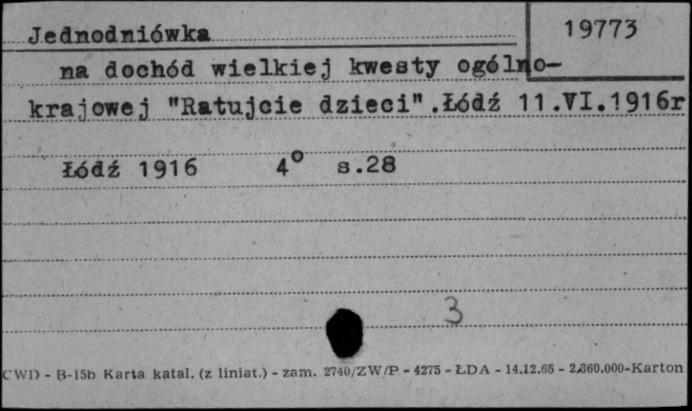 Jednodniówka
19773
na dochód wielkiej kwesty ogólno-
krajowej "Ratujcie dzieci".Łódź 11.VI.1916r
Łódź 1916 4° s.28
3
CWD - B-15b Karta katal. (z liniat.) - zam. 2740/ZW/P - 4275 - ŁDA - 14.12.65 - 2.360.000-Karton